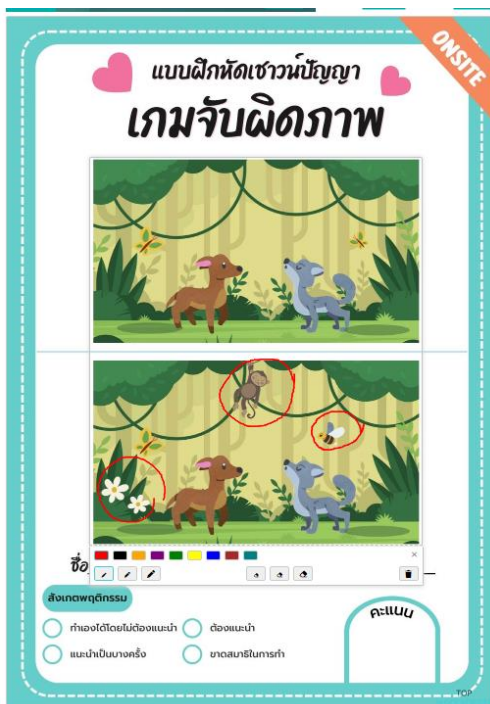 ONSITE
แบบฝึกหัดเชาวน์ปัญญา
เกมจับผิดภาพ
ชื่อ
สังเกตพฤติกรรม
คะแนน
ทำเองได้โดยไม่ต้องแนะนำ
ต้องแนะนำ
แนะนำเป็นบางครั้ง
ขาดสมาธิในการทำ
TOP